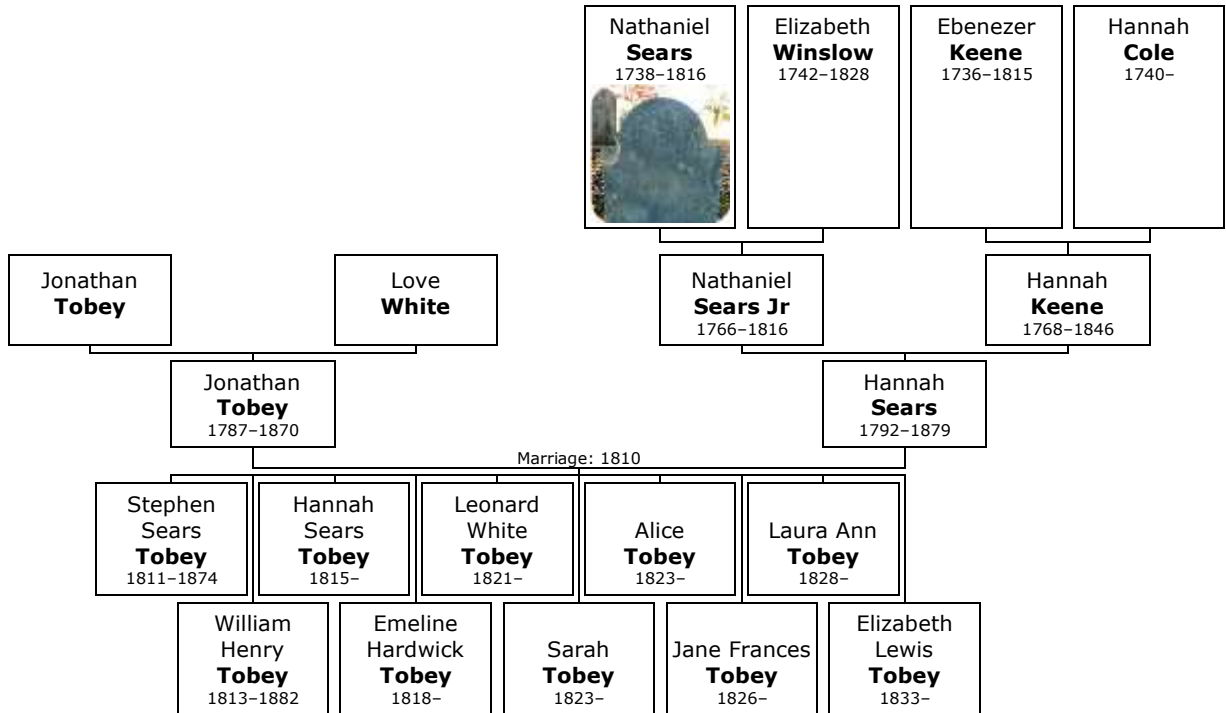 Nathaniel
Sears
1738–1816
Elizabeth
Winslow
1742–1828
Ebenezer
Keene
1736–1815
Hannah
Cole
1740–
Jonathan
Tobey
Love
White
Nathaniel
Sears Jr
1766–1816
Hannah
Keene
1768–1846
Jonathan
Tobey
1787–1870
Hannah
Sears
1792–1879
Marriage: 1810
Stephen
Sears
Tobey
1811–1874
Hannah
Sears
Tobey
1815–
Leonard
White
Tobey
1821–
Alice
Tobey
1823–
Laura Ann
Tobey
1828–
William
Henry
Tobey
1813–1882
Emeline
Hardwick
Tobey
1818–
Sarah
Tobey
1823–
Jane Frances
Tobey
1826–
Elizabeth
Lewis
Tobey
1833–